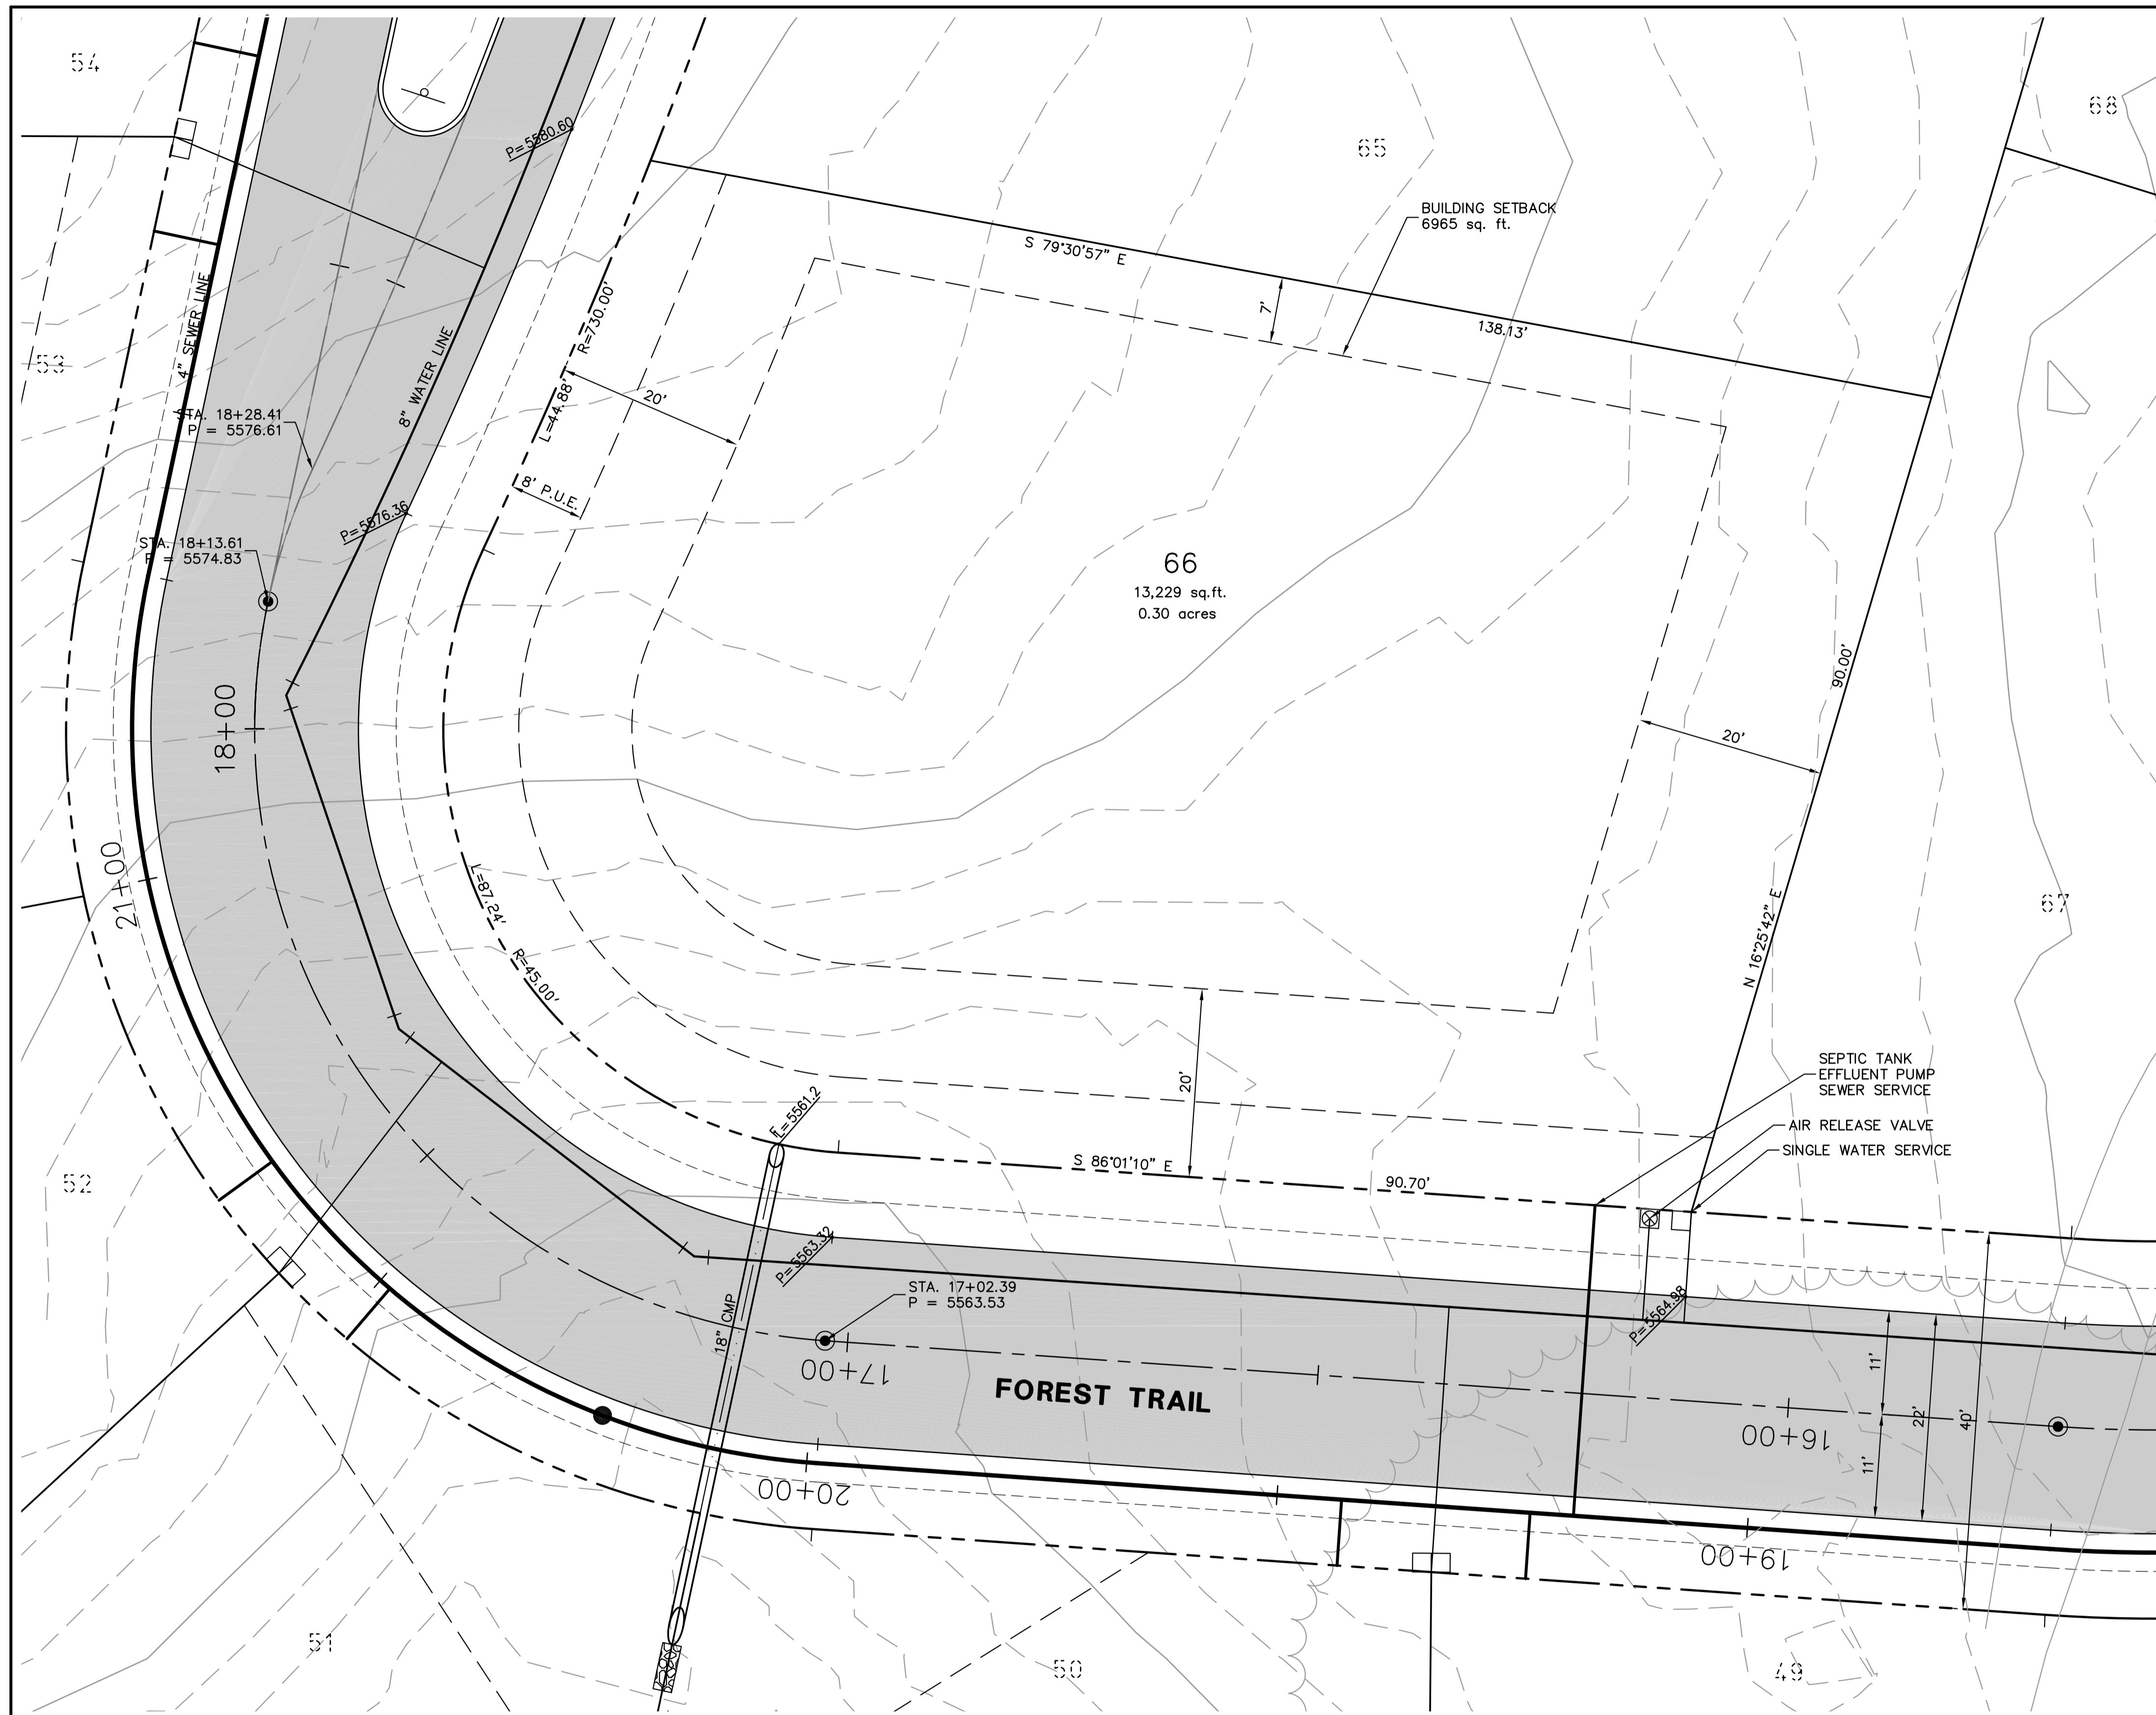 54
68
65
P=5580.60
BUILDING SETBACK
6965 sq. ft.
S 79°30'57" E
7'
138.13'
4" SEWER LINE
8" WATER LINE
R=730.00'
L=44.88'
20'
53
STA. 18+28.41
P = 5576.61
8' P.U.E.
P=5576.36
STA. 18+13.61
P = 5574.83
66
13,229 sq.ft.
0.30 acres
90.00'
18+00
20'
21+00
L=87.24'
R=45.00'
N 16°25'42" E
67
20'
SEPTIC TANK
EFFLUENT PUMP
SEWER SERVICE
AIR RELEASE VALVE
SINGLE WATER SERVICE
S 86°01'10" E
90.70'
52
P=5563.32
18" CMP
STA. 17+02.39
P = 5563.53
P=5564.98
17+00
FOREST TRAIL
11'
22'
40'
16+00
11'
20+00
19+00
51
50
49